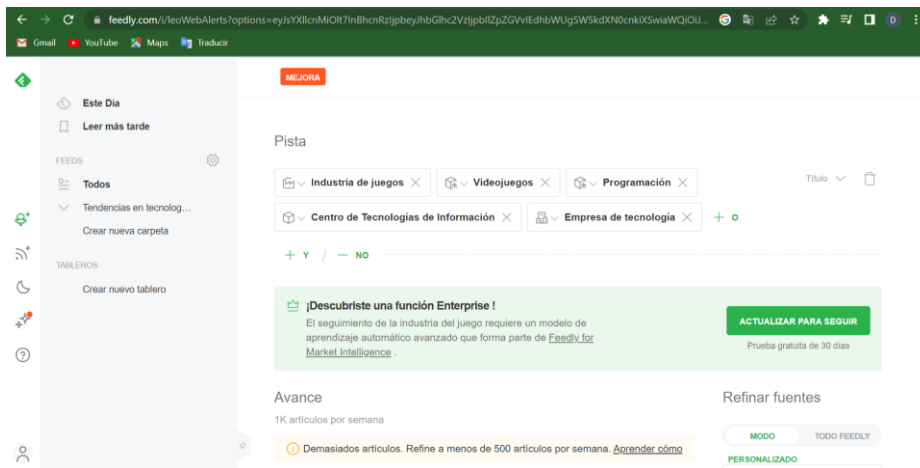 feedly.com/i/leoWebAlerts?options=eyJsYXllcnMiOlt7InBhcnRzIjpbeyJhbGlhc2VzIjpbIlZpZGVvIEdhbWUgSW5kdXN0cnkiXSwiaWQiOiJ...
Gmail YouTube Maps Traducir
MEJORA
Este Dia
Leer más tarde
FEEDS
Todos
Tendencias en tecnolog...
Crear nueva carpeta
TABLEROS
Crear nuevo tablero
Pista
Industria de juegos
Videojuegos
Programación
Título
Centro de Tecnologías de Información
Empresa de tecnología
+ O
+ Y / — NO
¡Descubriste una función Enterprise !
El seguimiento de la industria del juego requiere un modelo de
aprendizaje automático avanzado que forma parte de Feedly for
Market Intelligence .
ACTUALIZAR PARA SEGUIR
Prueba gratuita de 30 días
Avance
1K artículos por semana
Demasiados artículos. Refine a menos de 500 artículos por semana. Aprender cómo
Refinar fuentes
MODO
TODO FEEDLY
PERSONALIZADO